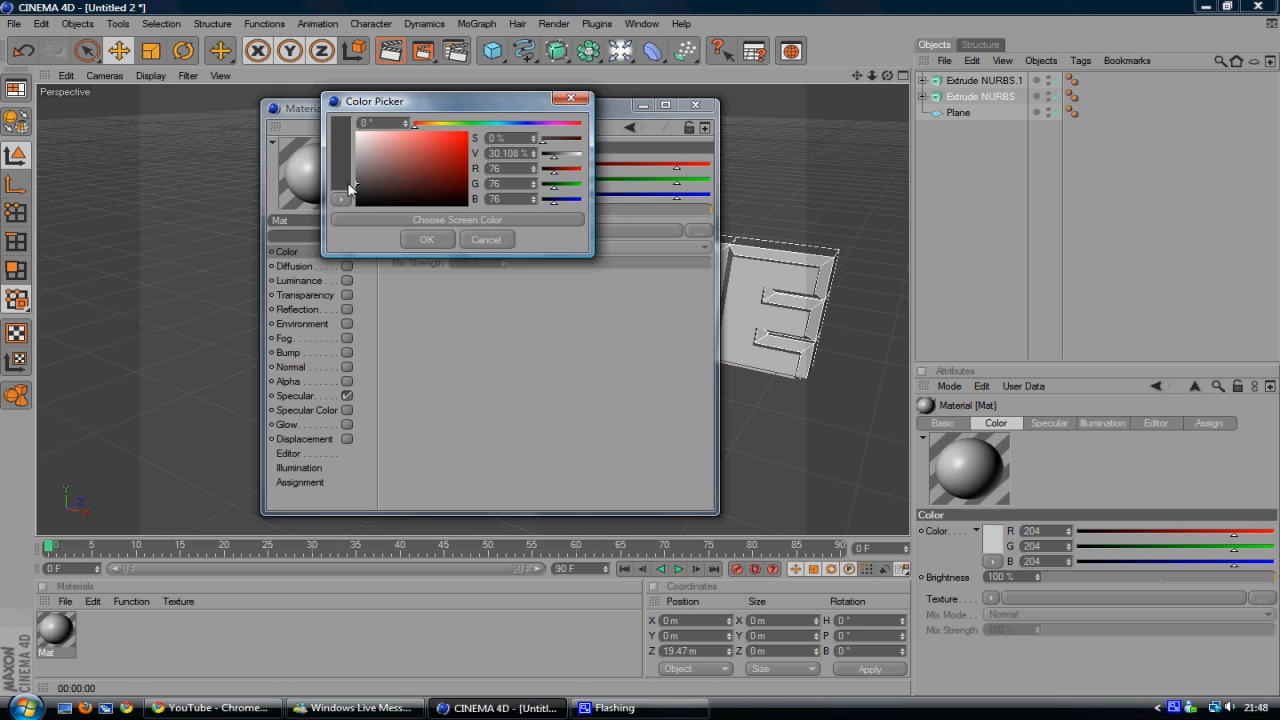 CINEMA 4D - [Untitled 2 *]
File Edit Objects Tools Selection Structure Functions Animation Character Dynamics MoGraph Hair Render Plugins Window Help
Objects Structure
File Edit View Objects Tags Bookmarks
Edit Cameras Display Filter View
Perspective
Extrude NURBS.1
Extrude NURBS
Plane
Color Picker
0 °
S 0 %
V 30.108 %
R 76
G 76
B 76
Choose Screen Color
OK Cancel
Mat
Color
Diffusion
Luminance
Transparency
Reflection
Environment
Fog
Bump
Normal
Alpha
Specular
Specular Color
Glow
Displacement
Editor
Illumination
Assignment
Mix Strength
Attributes
Mode Edit User Data
Material [Mat]
Basic Color Specular Illumination Editor Assign
Color
Color R 204
G 204
B 204
Brightness 100 %
Texture
Mix Mode Normal
Mix Strength 100 %
0 5 10 15 20 25 30 35 40 45 50 55 60 65 70 75 80 85 90 0 F
0 F 0 F 90 F 90 F
Materials
File Edit Function Texture
Mat
Coordinates
Position Size Rotation
X 0 m X 0 m H 0 °
Y 0 m Y 0 m P 0 °
Z 19.47 m Z 0 m B 0 °
Object Size Apply
MAXON
CINEMA 4D
00:00:00
YouTube - Chrome... Windows Live Mess... CINEMA 4D - [Untitl... Flashing 21:48